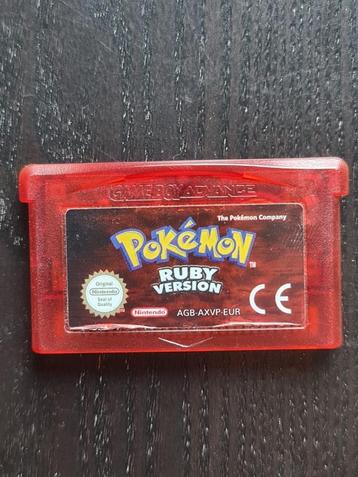 GAME BOY ADVANCE
The Pokémon Company
POKéMON
TM
RUBY
VERSION
Original
Nintendo
Seal of
Quality
Nintendo
AGB-AXVP-EUR
CE